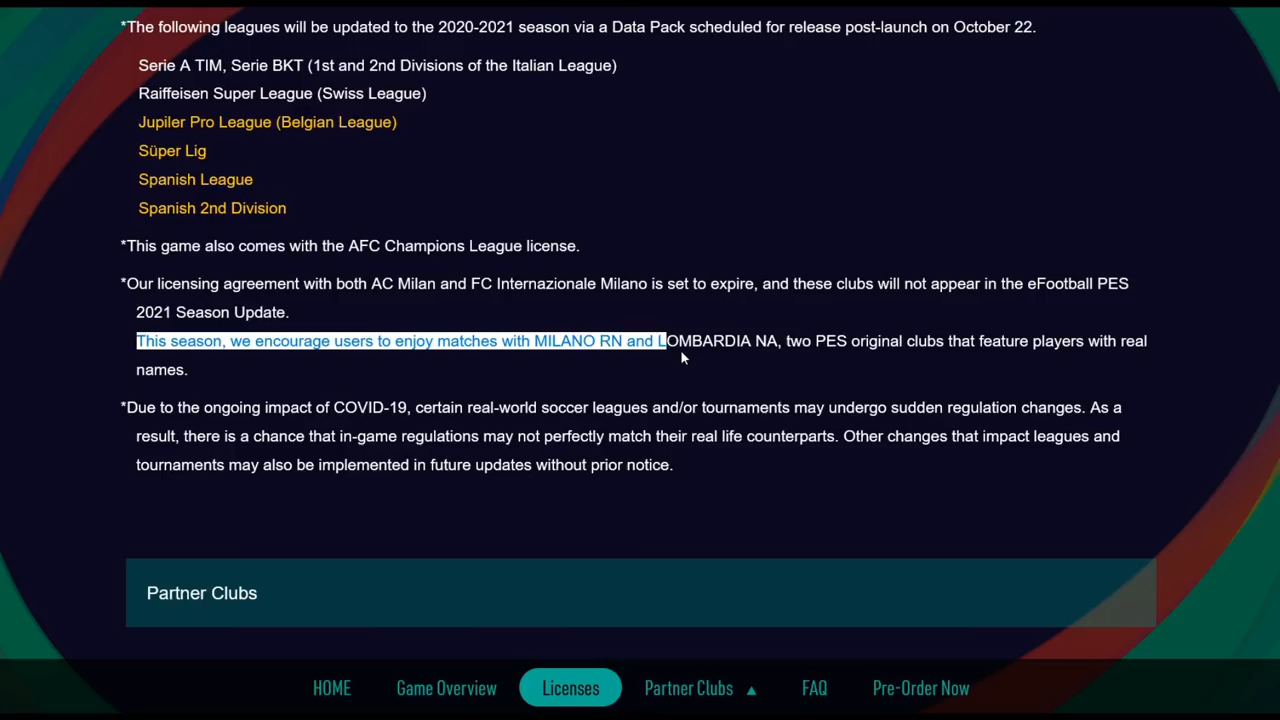 *The following leagues will be updated to the 2020-2021 season via a Data Pack scheduled for release post-launch on October 22.
Serie A TIM, Serie BKT (1st and 2nd Divisions of the Italian League)
Raiffeisen Super League (Swiss League)
Jupiler Pro League (Belgian League)
Süper Lig
Spanish League
Spanish 2nd Division
*This game also comes with the AFC Champions League license.
*Our licensing agreement with both AC Milan and FC Internazionale Milano is set to expire, and these clubs will not appear in the eFootball PES
2021 Season Update.
This season, we encourage users to enjoy matches with MILANO RN and LOMBARDIA NA, two PES original clubs that feature players with real
names.
*Due to the ongoing impact of COVID-19, certain real-world soccer leagues and/or tournaments may undergo sudden regulation changes. As a
result, there is a chance that in-game regulations may not perfectly match their real life counterparts. Other changes that impact leagues and
tournaments may also be implemented in future updates without prior notice.
Partner Clubs
HOME Game Overview Licenses Partner Clubs ▲ FAQ Pre-Order Now